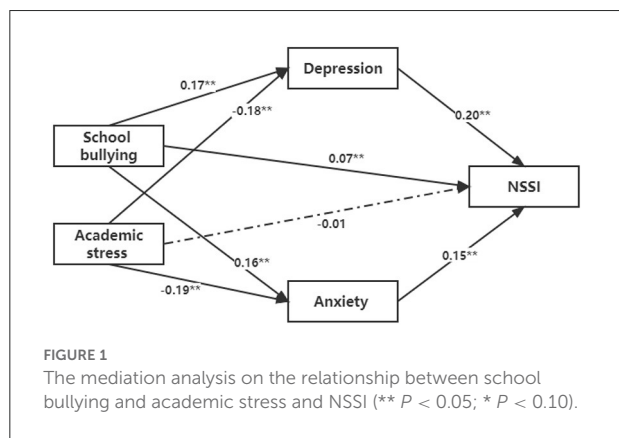 Depression
0.17**
-0.18**
0.20**
School
bullying
0.07**
NSSI
Academic
stress
-0.01
0.16**
0.15**
-0.19**
Anxiety
FIGURE 1
The mediation analysis on the relationship between school
bullying and academic stress and NSSI (** P < 0.05; * P < 0.10).